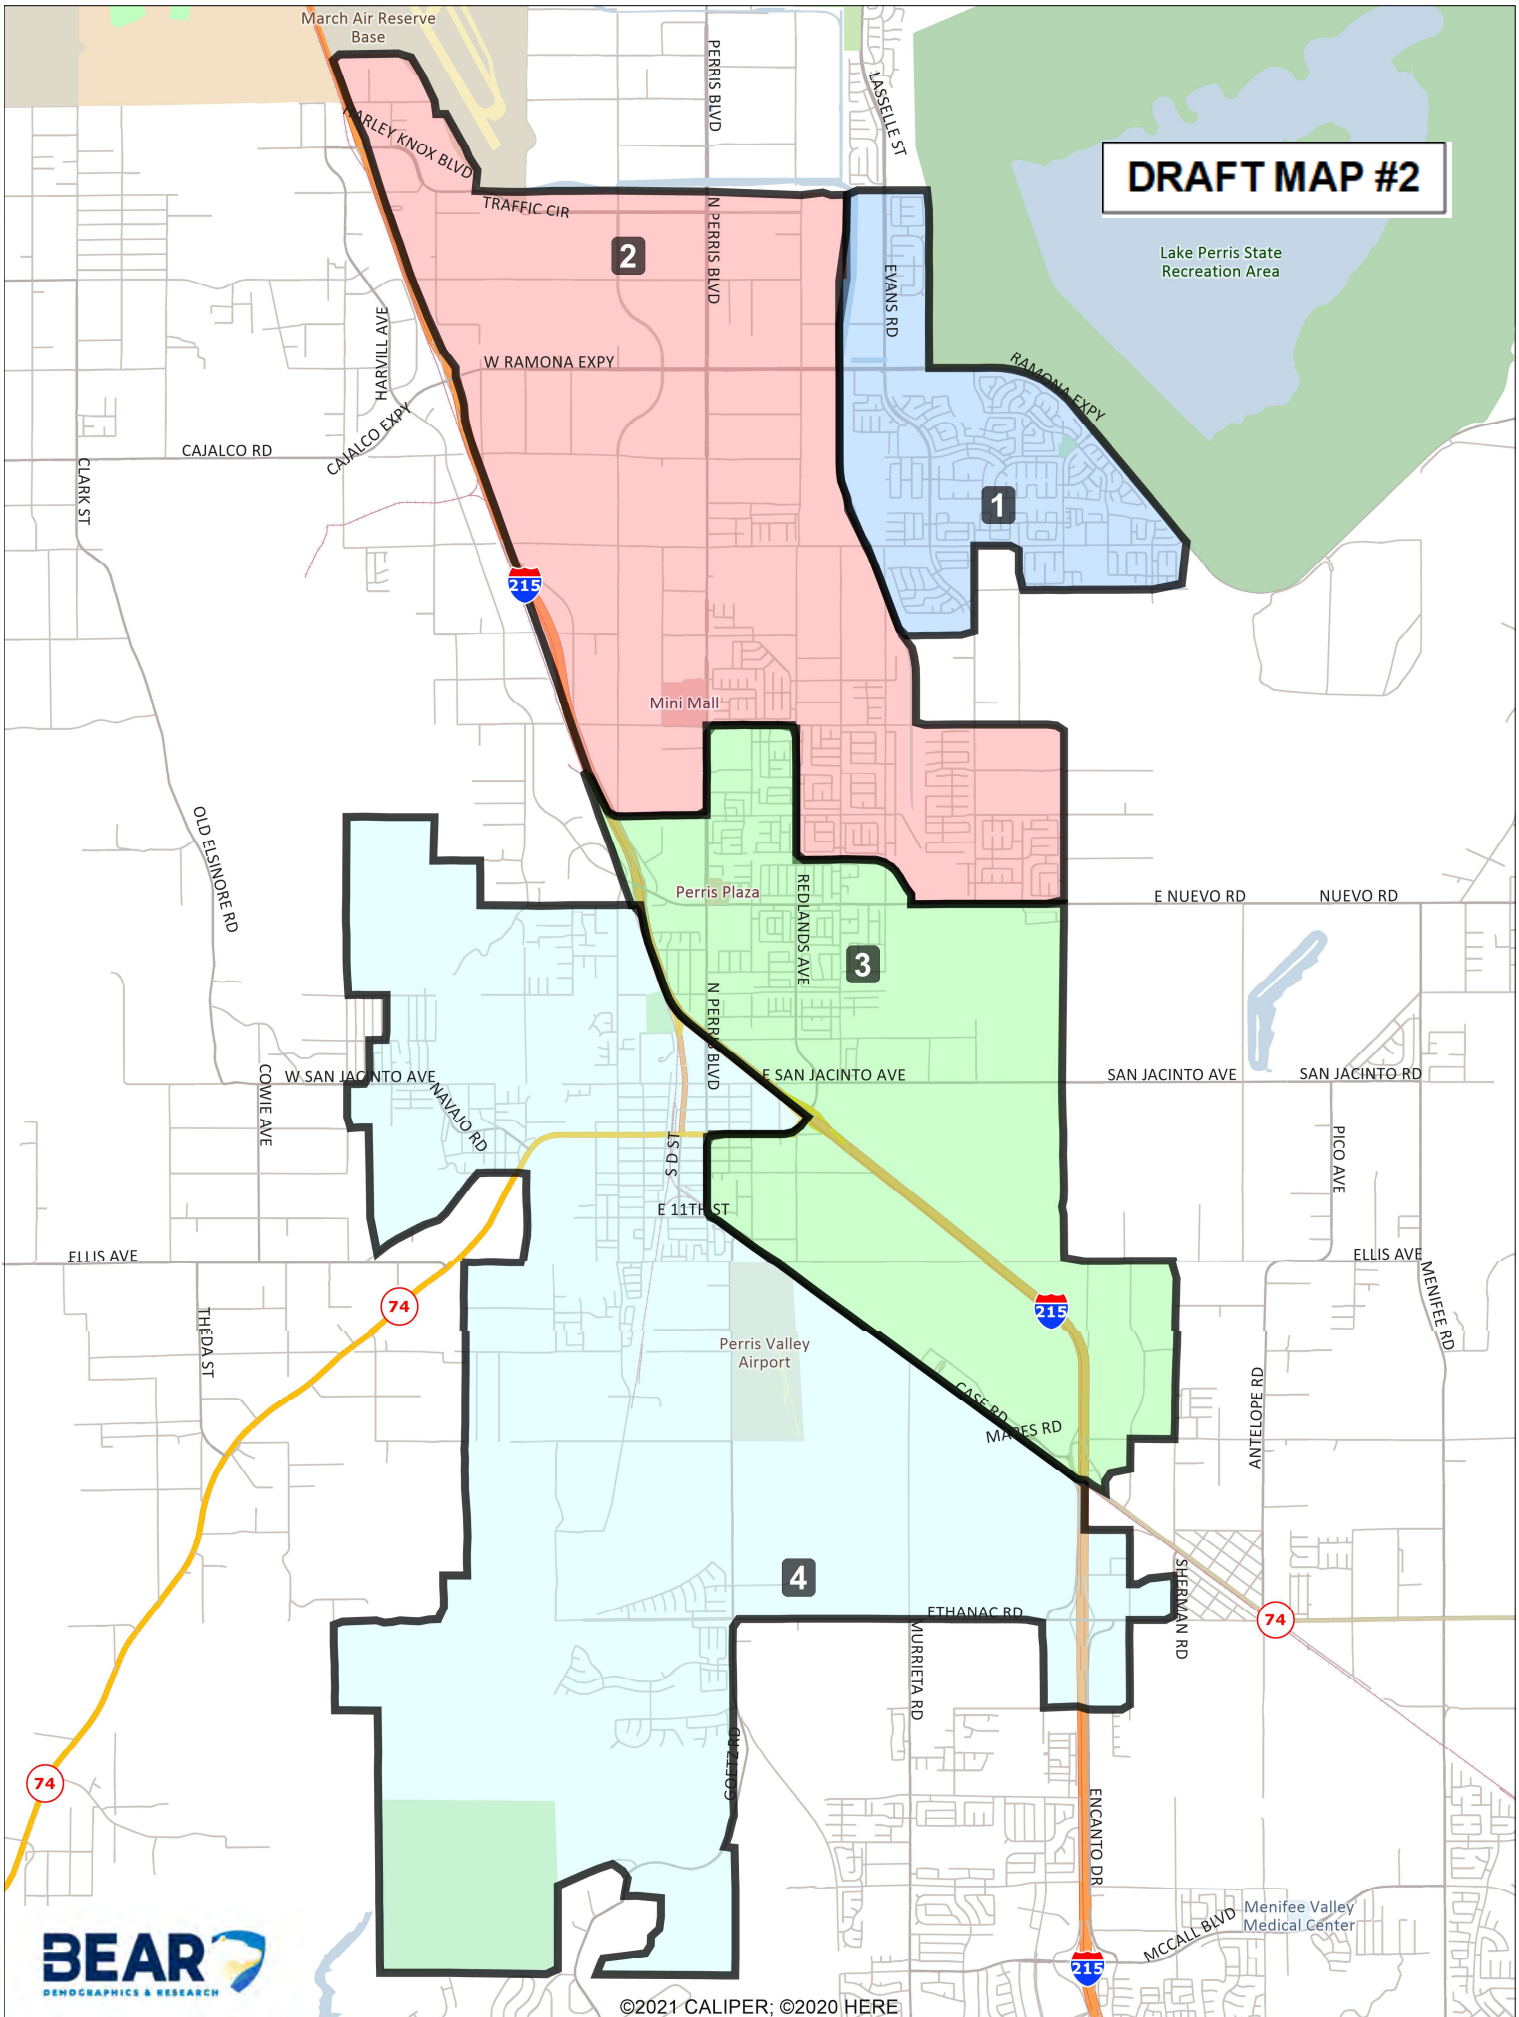 March Air Reserve
Base
PERRIS BLVD
LASSELLE ST
HARLEY KNOX BLVD
DRAFT MAP #2
TRAFFIC CIR
N PERRIS BLVD
2
EVANS RD
Lake Perris State
Recreation Area
HARVILL AVE
W RAMONA EXPY
RAMONA EXPY
CAJALCO EXPY
CAJALCO RD
CLARK ST
1
215
Mini Mall
OLD ELSINORE RD
Perris Plaza
REDLANDS AVE
E NUEVO RD
NUEVO RD
3
N PERRIS BLVD
W SAN JACINTO AVE
E SAN JACINTO AVE
SAN JACINTO AVE
SAN JACINTO RD
COWIE AVE
NAVAJO RD
S D ST
PICO AVE
E 11TH ST
ELLIS AVE
ELLIS AVE
MENIFEE RD
74
215
THEDA ST
Perris Valley
Airport
CASE RD
MAPES RD
ANTELOPE RD
4
SHERMAN RD
ETHANAC RD
74
MURRIETA RD
GOETZ RD
74
ENCANTO DR
Menifee Valley
Medical Center
MCCALL BLVD
215
BEAR
DEMOGRAPHICS & RESEARCH
©2021 CALIPER; ©2020 HERE